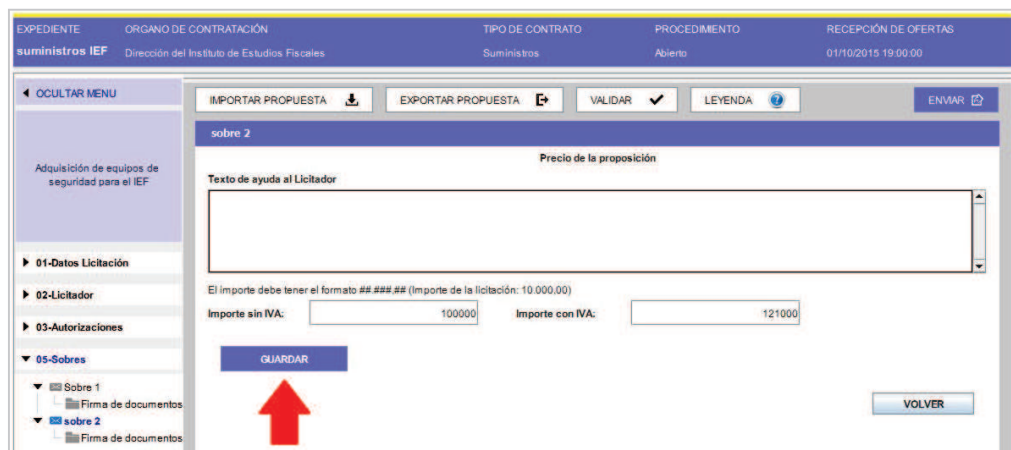 EXPEDIENTE ORGANO DE CONTRATACIÓN TIPO DE CONTRATO PROCEDIMIENTO RECEPCIÓN DE OFERTAS
suministros IEF Dirección del Instituto de Estudios Fiscales Suministros Abierto 01/10/2015 19:00:00
OCULTAR MENU
IMPORTAR PROPUESTA EXPORTAR PROPUESTA VALIDAR LEYENDA ? ENVIAR
Adquisición de equipos de
seguridad para el IEF
01-Datos Licitación
02-Licitador
03-Autorizaciones
05-Sobres
Sobre 1
Firma de documentos
sobre 2
Firma de documentos
sobre 2
Precio de la proposición
Texto de ayuda al Licitador
El importe debe tener el formato ##.###,## (Importe de la licitación: 10.000,00)
Importe sin IVA: 100000 Importe con IVA: 121000
GUARDAR
VOLVER